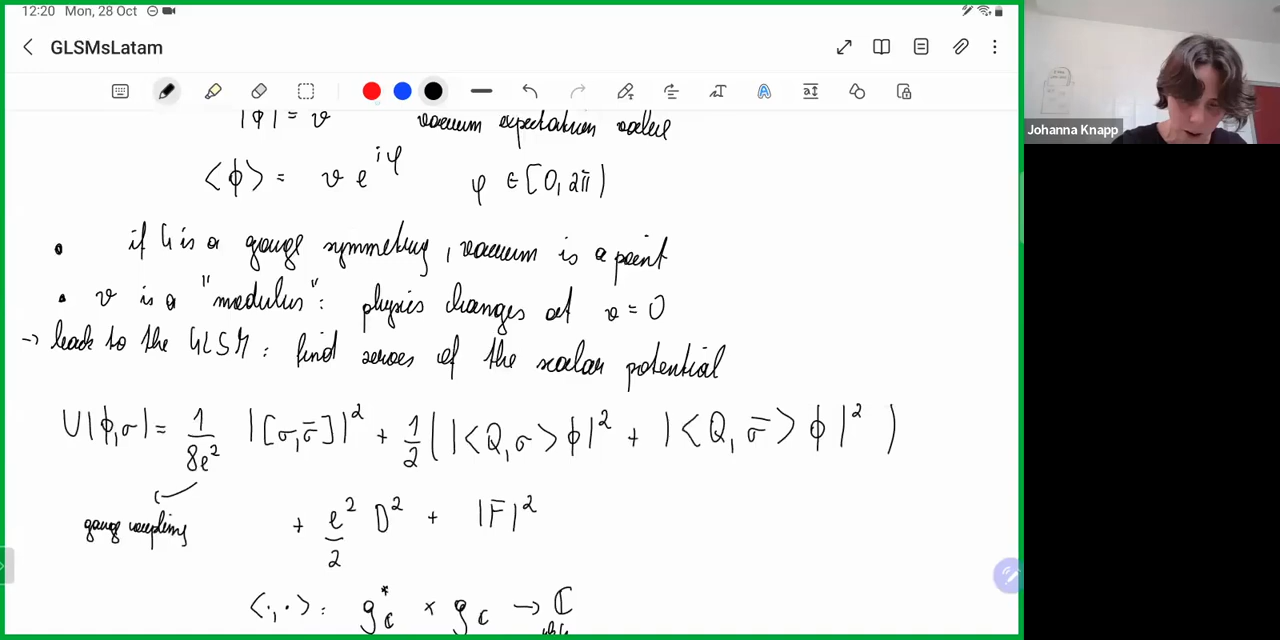 12:20 Mon, 28 Oct
GLSMsLatam
|ϕ| = v vacuum expectation value
<ϕ> = v e^{iφ} φ ∈ [0, 2π)
• if G is a gauge symmetry, vacuum is a point
• v is a "modulus": physics changes at v = 0
→ back to the GLSM: find zeroes of the scalar potential
U(ϕ,σ) = 1/8e² |[σ,σ̄]|² + 1/2 (|<Q,σ>ϕ|² + |<Q,σ̄>ϕ|²)
gauge coupling
+ e²/2 D² + |F|²
<·,·>: g*_C × g_C → C
Johanna Knapp